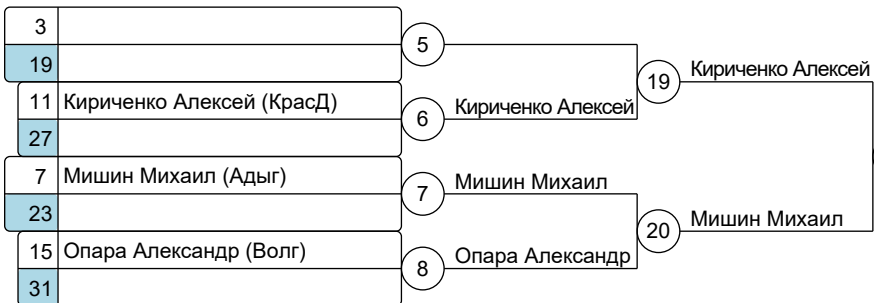 3
5
19
19 Кириченко Алексей
11 Кириченко Алексей (КрасД)
6 Кириченко Алексей
27
7 Мишин Михаил (Адыг)
7 Мишин Михаил
23
20 Мишин Михаил
15 Опара Александр (Волг)
8 Опара Александр
31